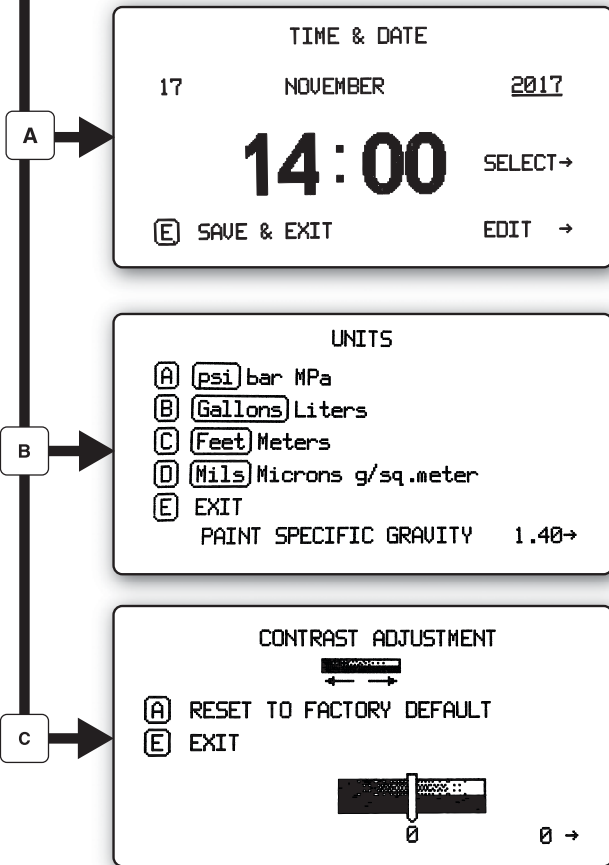 TIME & DATE
17 NOVEMBER 2017
A
14:00 SELECT→
E SAVE & EXIT EDIT →
UNITS
A psi bar MPa
B Gallons Liters
B
C Feet Meters
D Mils Microns g/sq.meter
E EXIT
PAINT SPECIFIC GRAVITY 1.40→
CONTRAST ADJUSTMENT
A RESET TO FACTORY DEFAULT
C
E EXIT
0 0 →